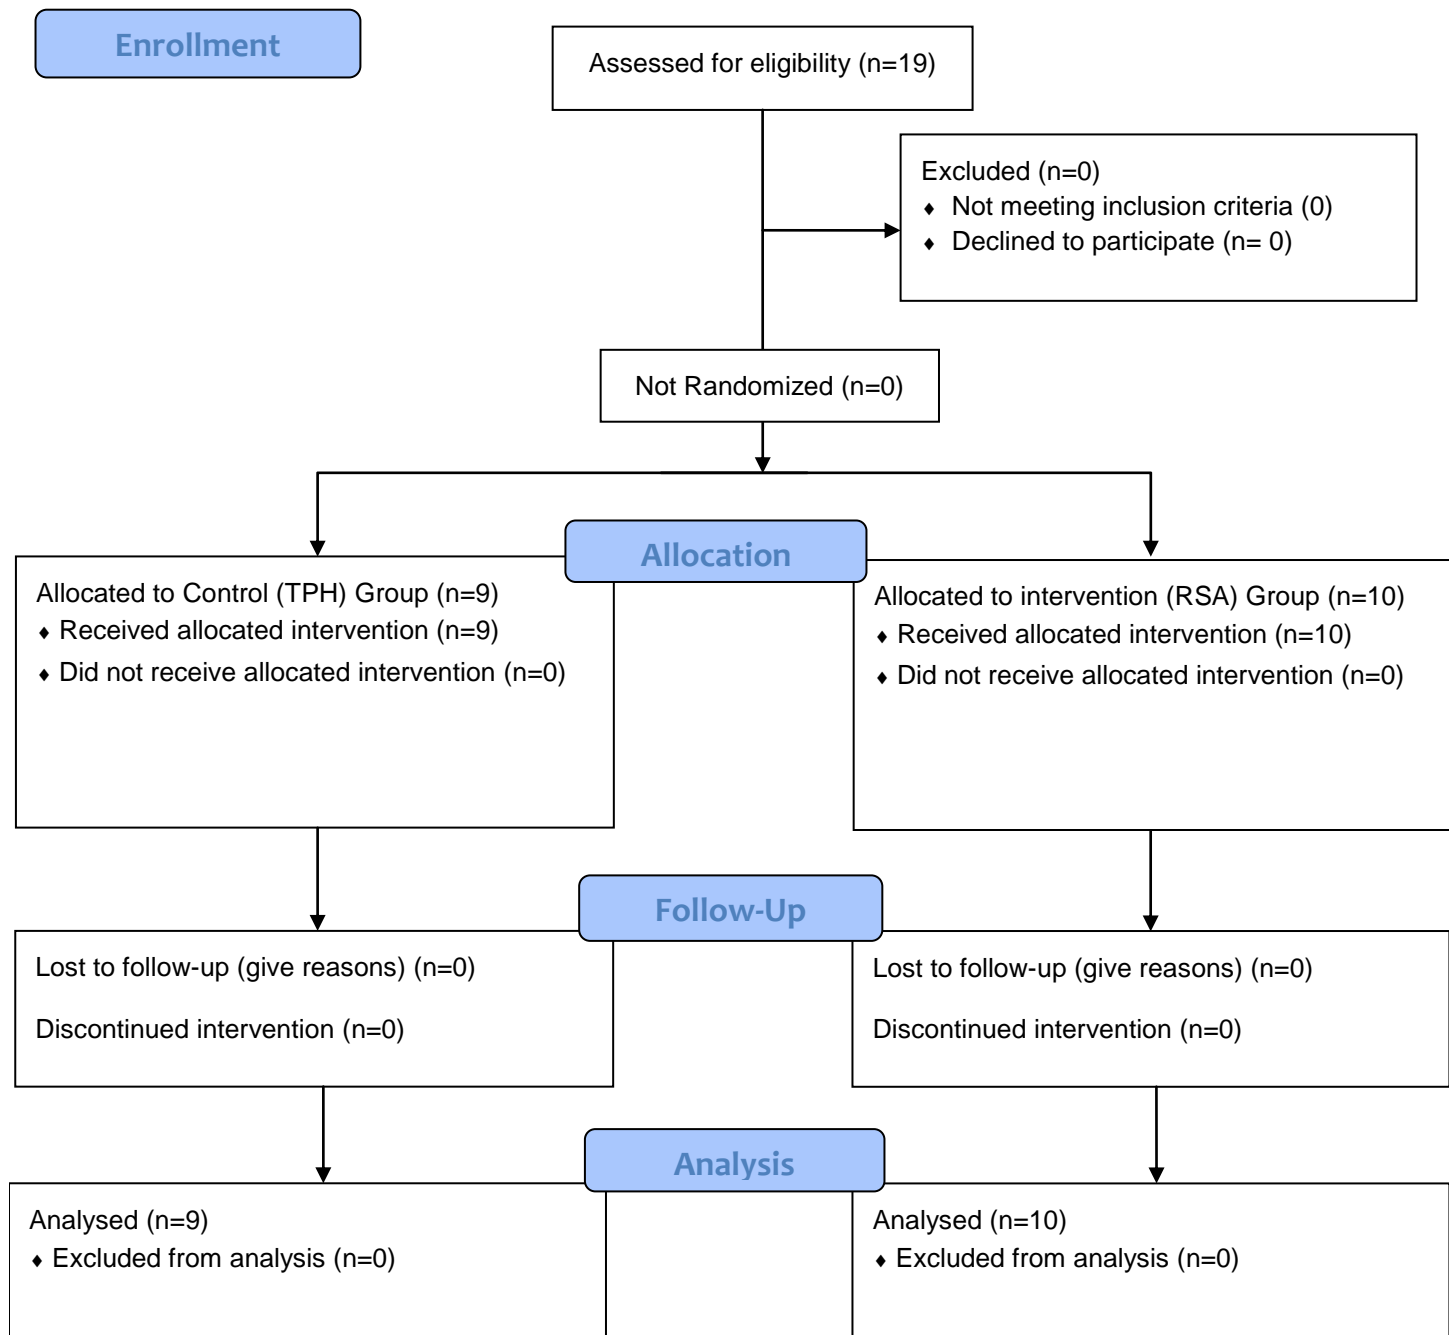 Enrollment
Assessed for eligibility (n=19)
Excluded (n=0)
♦ Not meeting inclusion criteria (0)
♦ Declined to participate (n= 0)
Not Randomized (n=0)
Allocation
Allocated to Control (TPH) Group (n=9)
♦ Received allocated intervention (n=9)
♦ Did not receive allocated intervention (n=0)
Allocated to intervention (RSA) Group (n=10)
♦ Received allocated intervention (n=10)
♦ Did not receive allocated intervention (n=0)
Follow-Up
Lost to follow-up (give reasons) (n=0)
Discontinued intervention (n=0)
Lost to follow-up (give reasons) (n=0)
Discontinued intervention (n=0)
Analysis
Analysed (n=9)
♦ Excluded from analysis (n=0)
Analysed (n=10)
♦ Excluded from analysis (n=0)